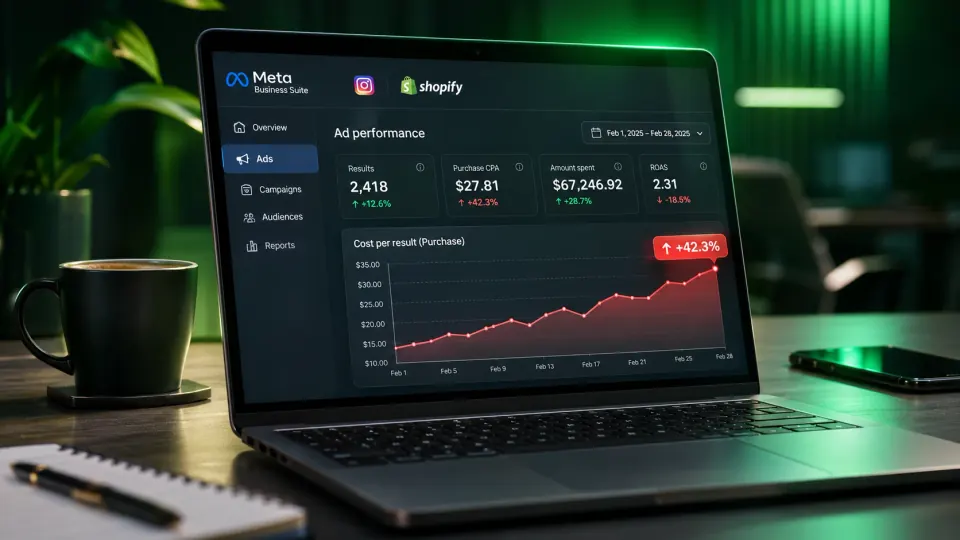 Meta
Business Suite
shopify
Overview
Ads
Campaigns
Audiences
Reports
Ad performance
Feb 1, 2025 – Feb 28, 2025
Results
2,418
↑ +12.6%
Purchase CPA
$27.81
↑ +42.3%
Amount spent
$67,246.92
↑ +28.7%
ROAS
2.31
↓ -18.5%
Cost per result (Purchase)
↑ +42.3%
$35.00
$30.00
$25.00
$20.00
$15.00
$10.00
Feb 1
Feb 5
Feb 9
Feb 13
Feb 17
Feb 21
Feb 25
Feb 28